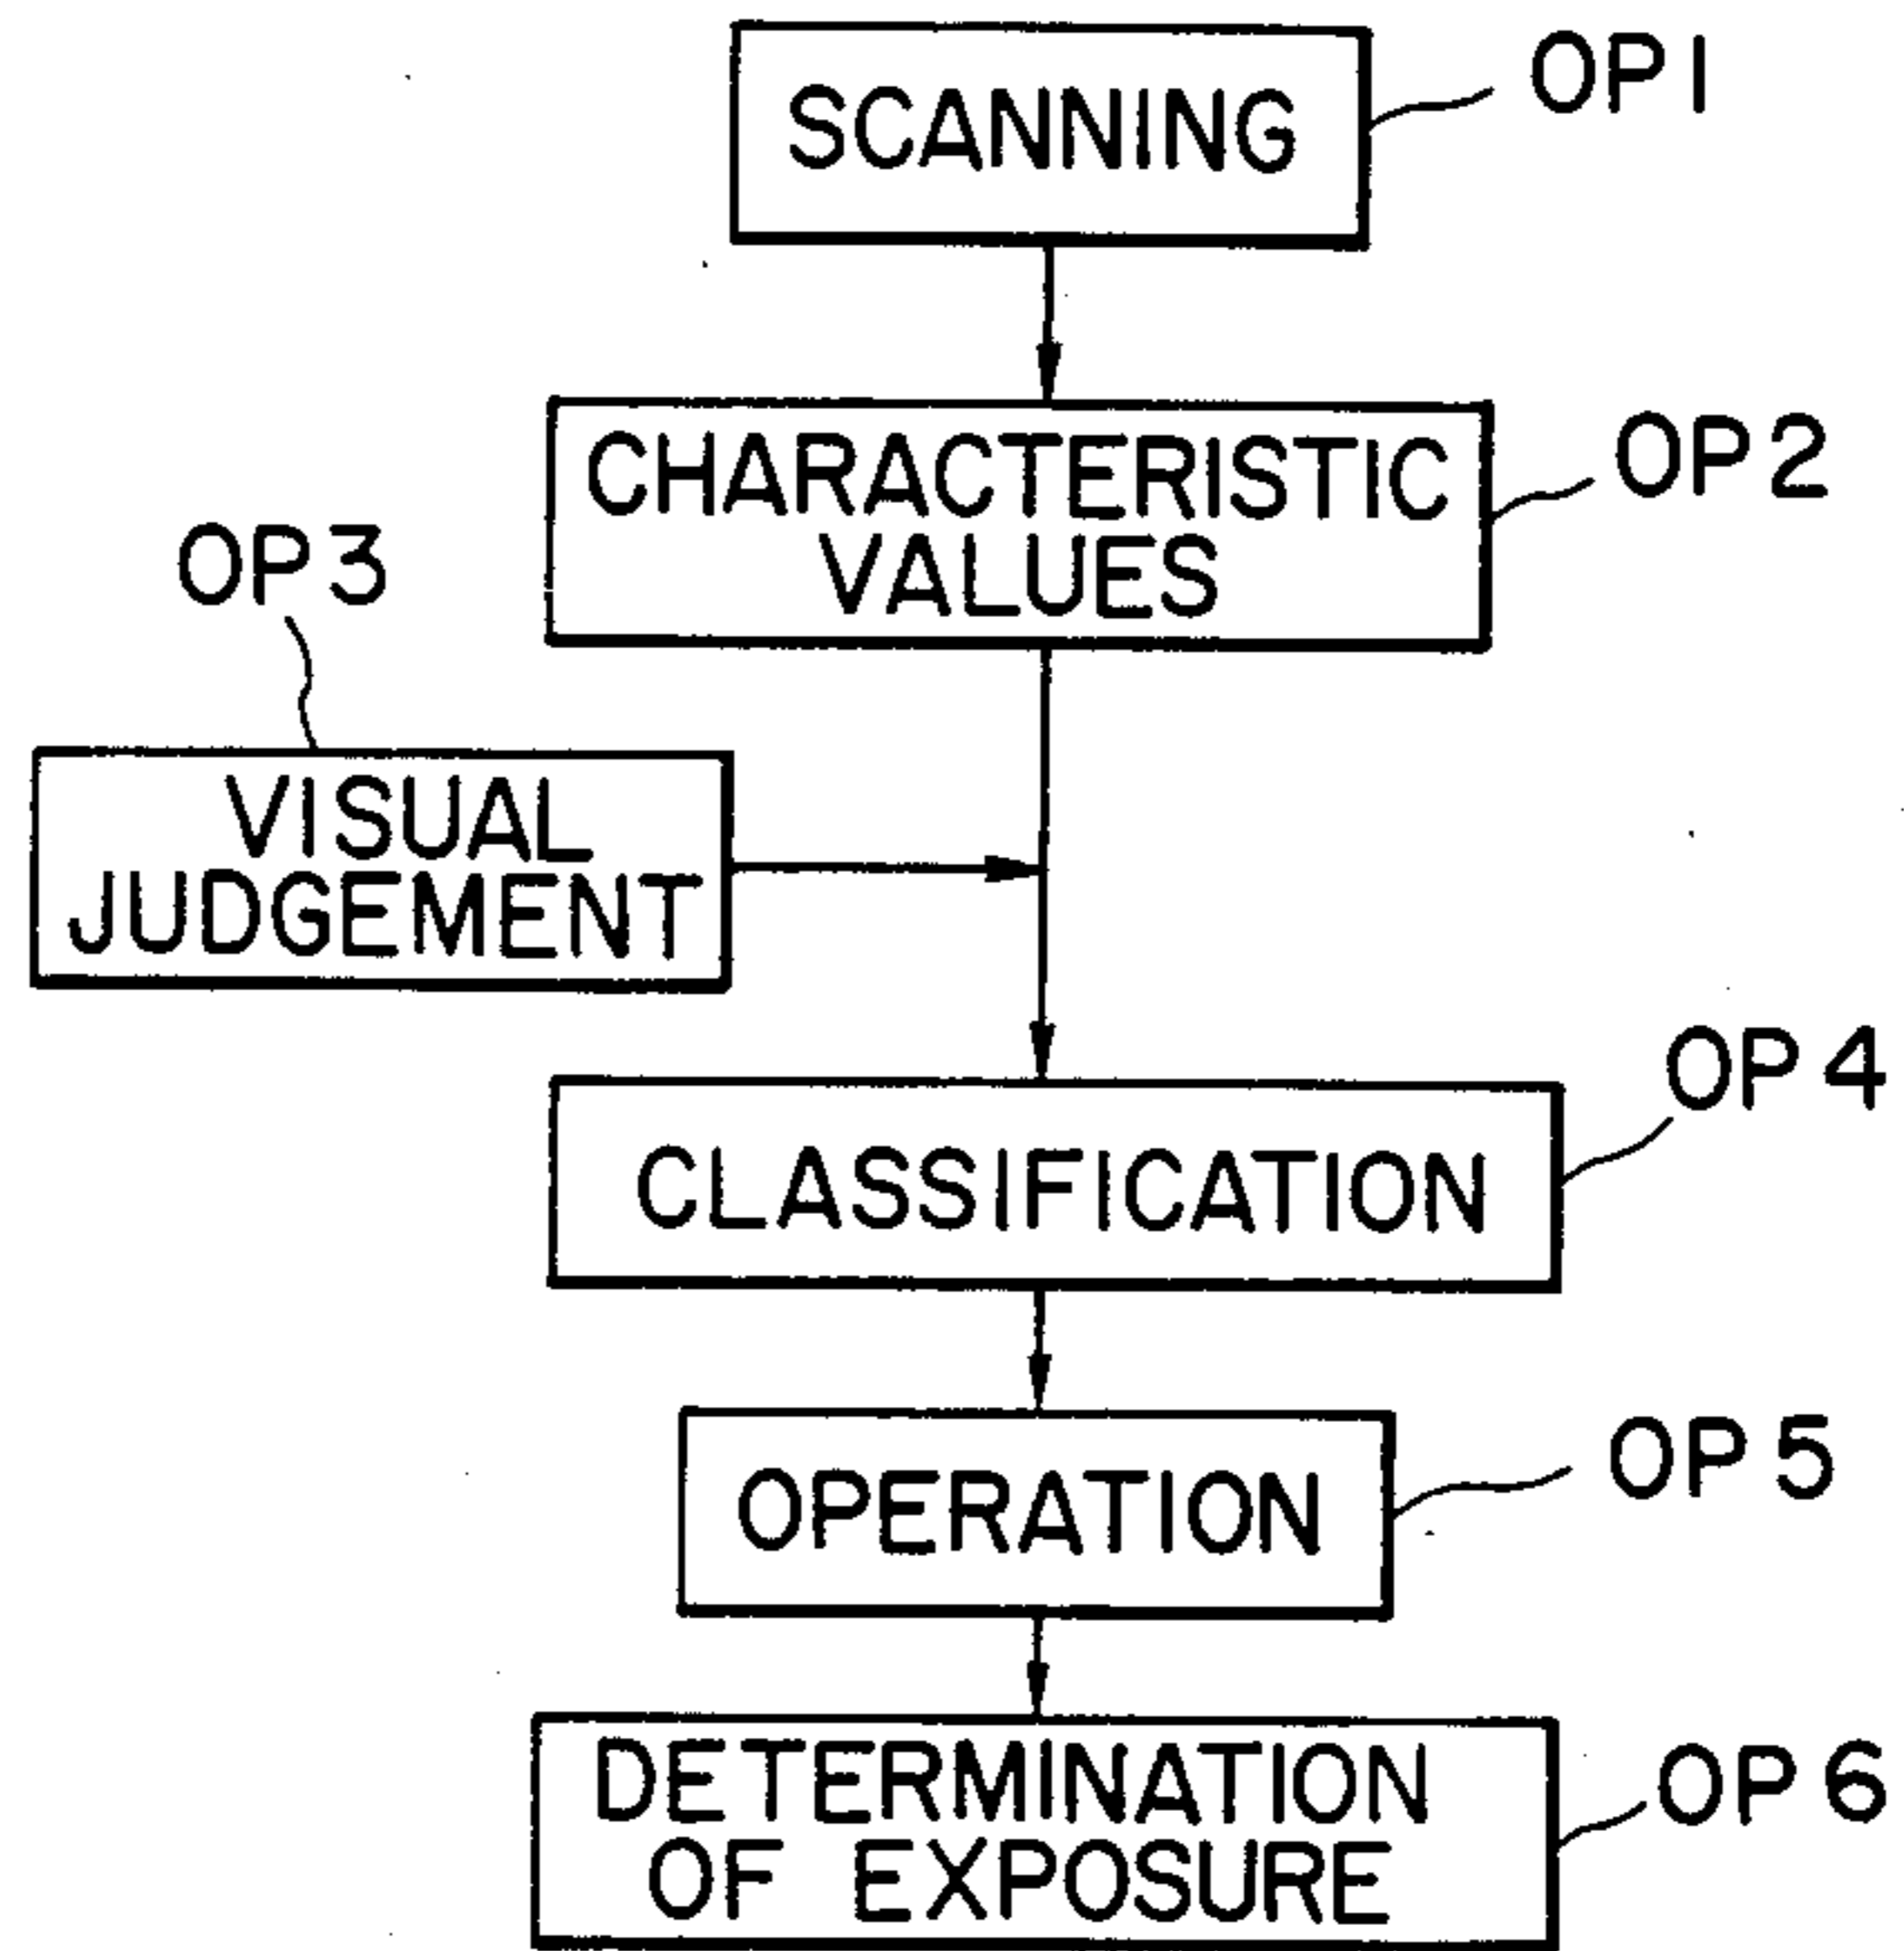 SCANNING
OP1
CHARACTERISTIC
VALUES
OP2
OP3
VISUAL
JUDGEMENT
CLASSIFICATION
OP4
OPERATION
OP5
DETERMINATION
OF EXPOSURE
OP6